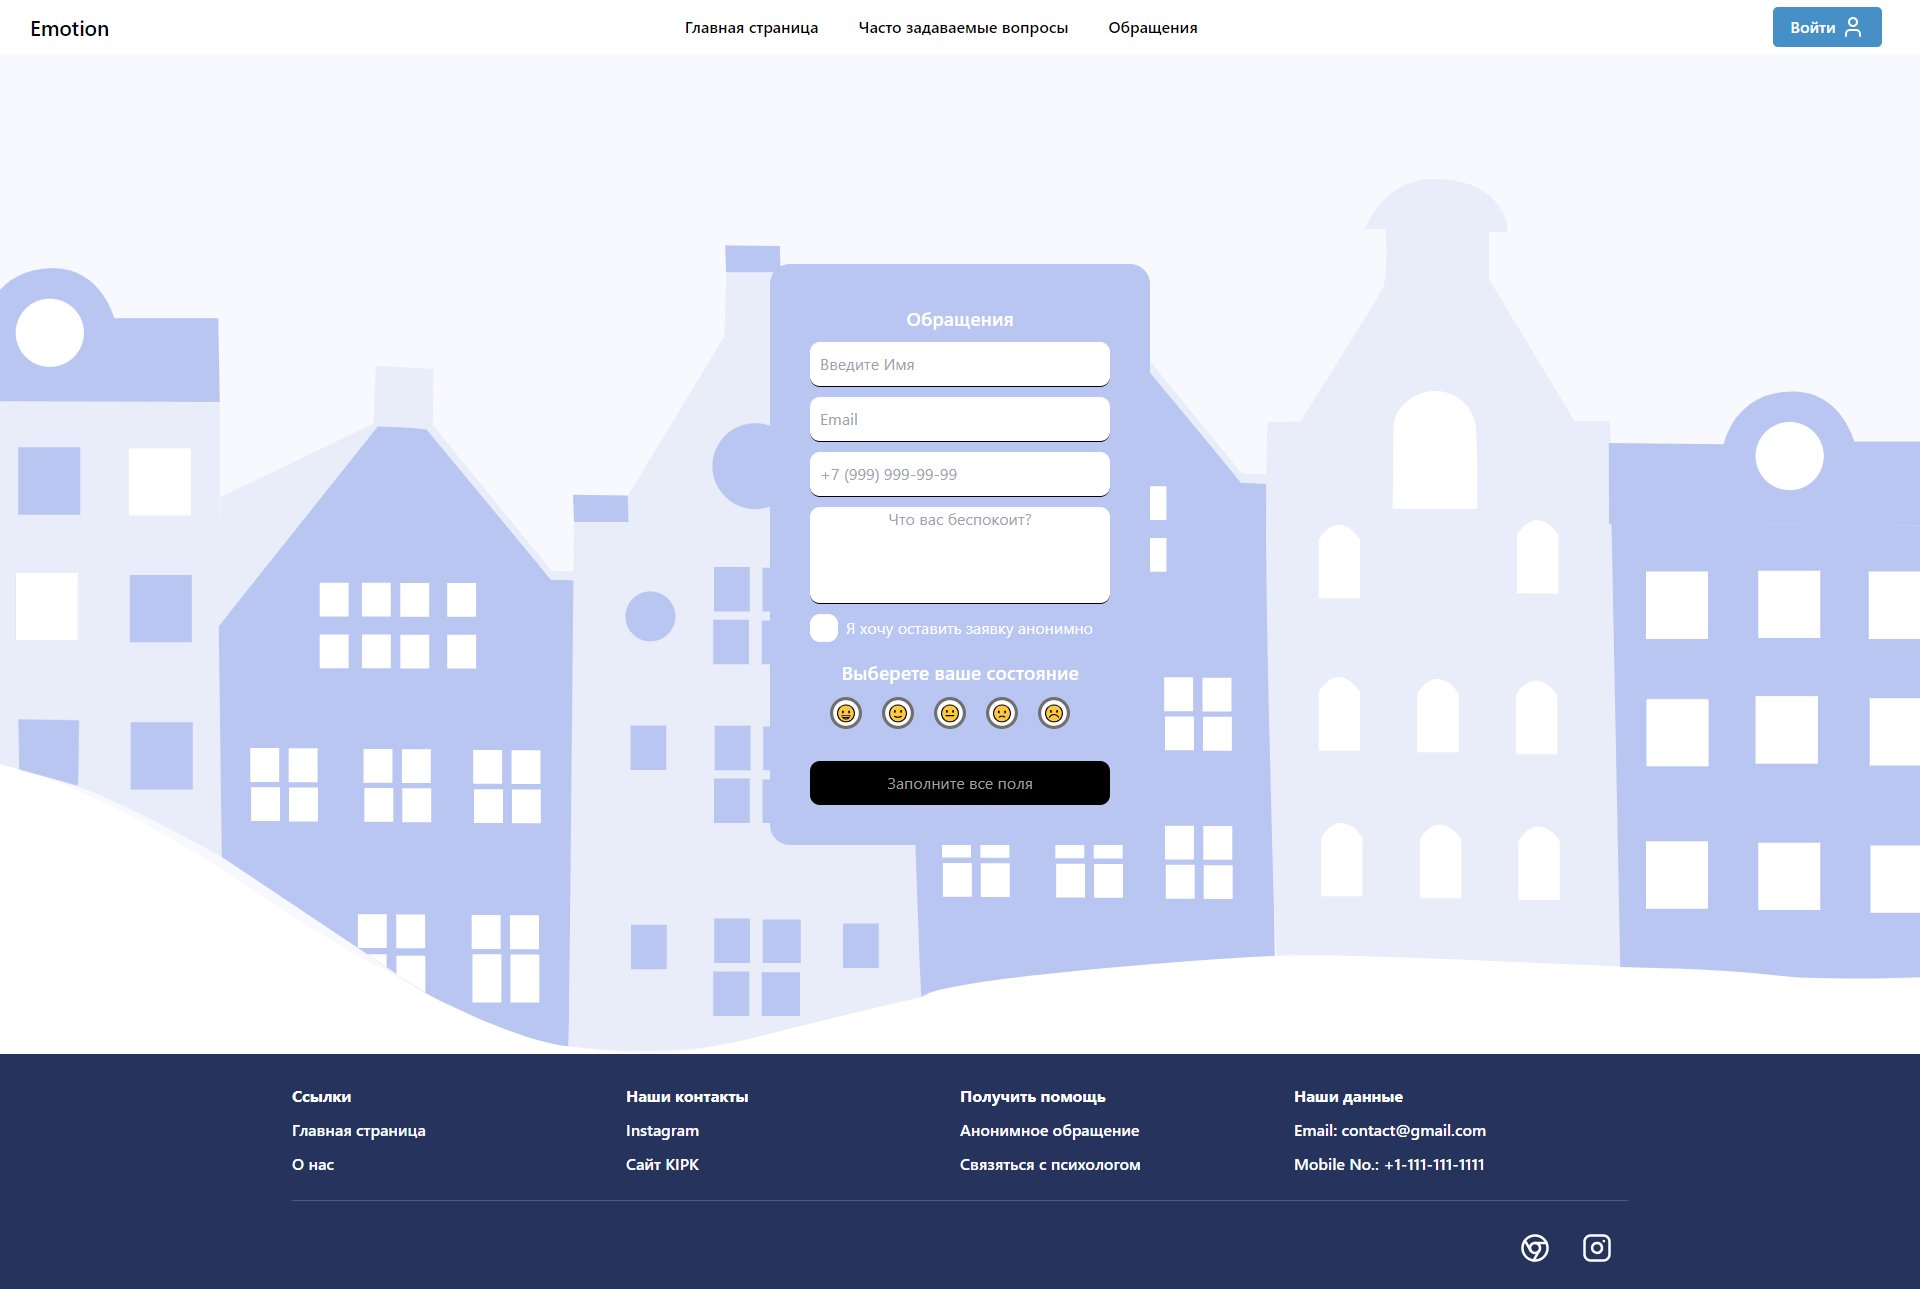 Emotion
Главная страница
Часто задаваемые вопросы
Обращения
Войти
Обращения
Введите Имя
Email
+7 (999) 999-99-99
Что вас беспокоит?
Я хочу оставить заявку анонимно
Выберете ваше состояние
Заполните все поля
Ссылки
Главная страница
О нас
Наши контакты
Instagram
Сайт KIPK
Получить помощь
Анонимное обращение
Связяться с психологом
Наши данные
Email: contact@gmail.com
Mobile No.: +1-111-111-1111